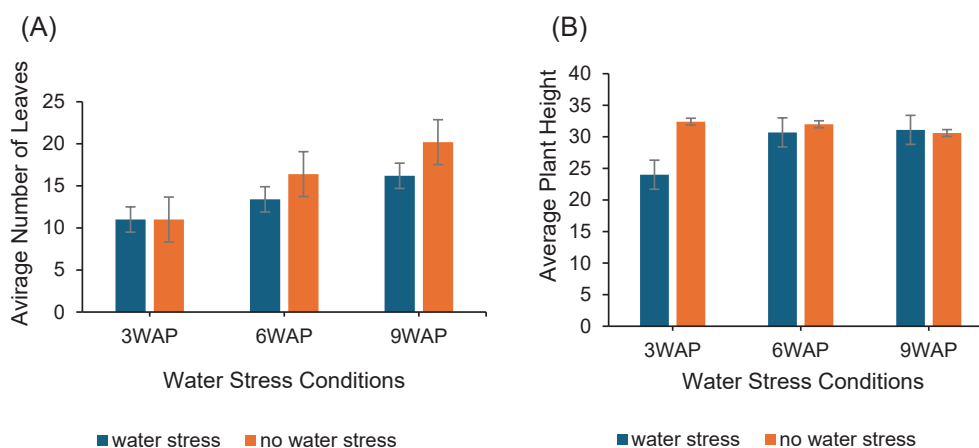 (A)
Avirage Number of Leaves
25
20
15
10
5
0
3WAP 6WAP 9WAP
Water Stress Conditions
water stress no water stress
(B)
Average Plant Height
40
35
30
25
20
15
10
5
0
3WAP 6WAP 9WAP
Water Stress Conditions
water stress no water stress